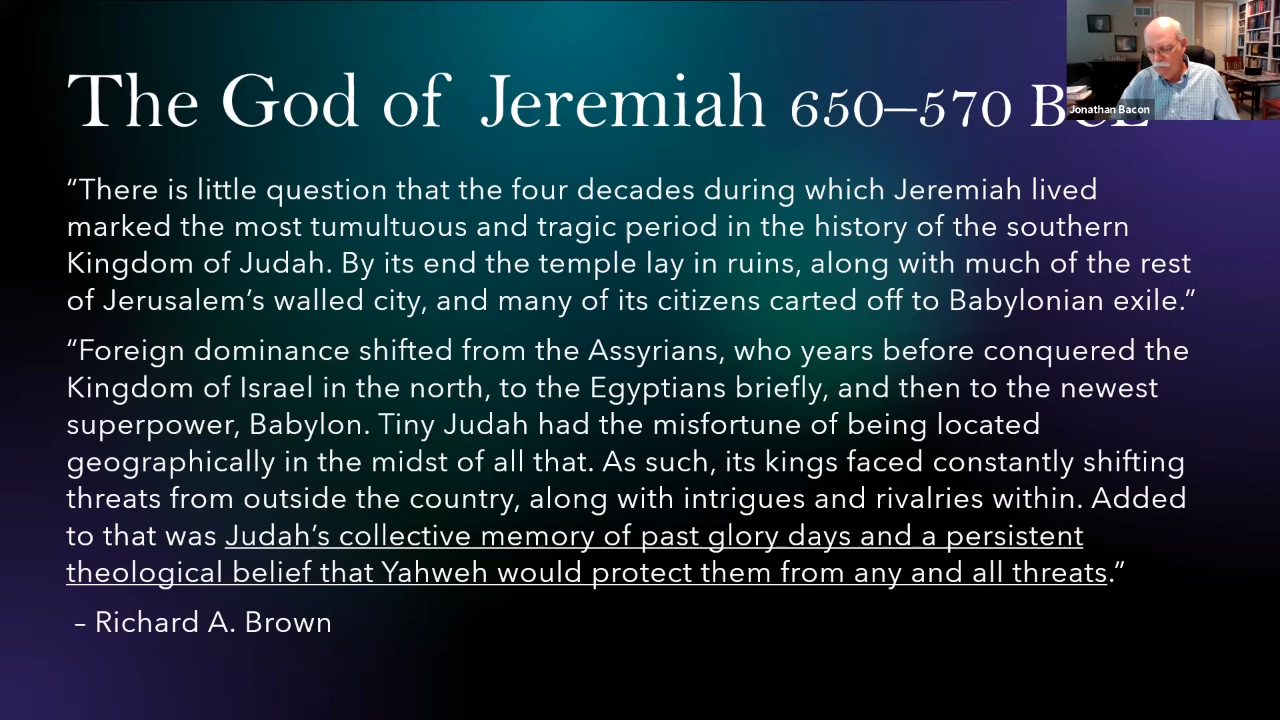 The God of Jeremiah 650–570 BCE
Jonathan Bacon
“There is little question that the four decades during which Jeremiah lived
marked the most tumultuous and tragic period in the history of the southern
Kingdom of Judah. By its end the temple lay in ruins, along with much of the rest
of Jerusalem’s walled city, and many of its citizens carted off to Babylonian exile.”
“Foreign dominance shifted from the Assyrians, who years before conquered the
Kingdom of Israel in the north, to the Egyptians briefly, and then to the newest
superpower, Babylon. Tiny Judah had the misfortune of being located
geographically in the midst of all that. As such, its kings faced constantly shifting
threats from outside the country, along with intrigues and rivalries within. Added
to that was Judah’s collective memory of past glory days and a persistent
theological belief that Yahweh would protect them from any and all threats.”
– Richard A. Brown